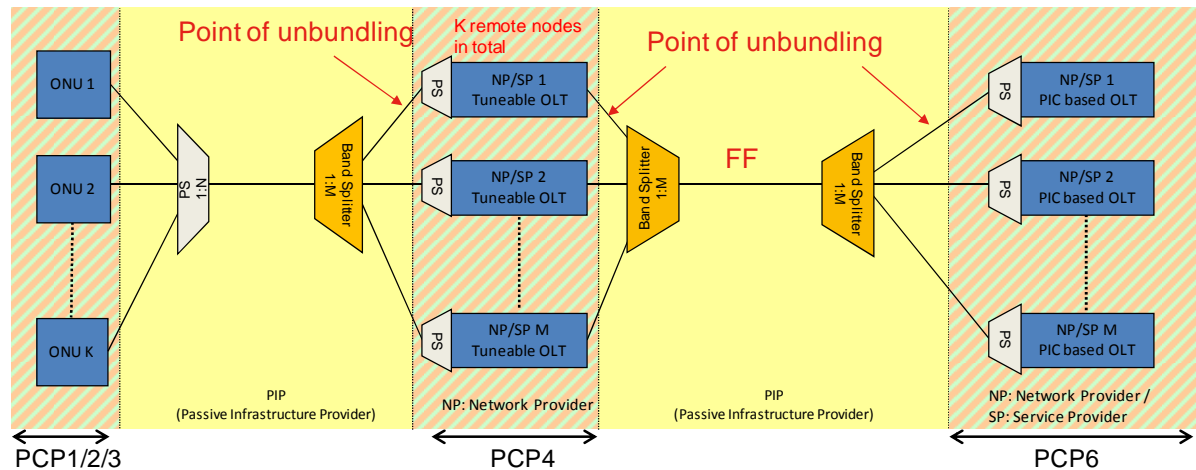 Point of unbundling
K remote nodes
in total
Point of unbundling
ONU 1
ONU 2
ONU K
PS
1:N
Band Splitter
1:M
PS
NP/SP 1
Tuneable OLT
PS
NP/SP 2
Tuneable OLT
PS
NP/SP M
Tuneable OLT
Band Splitter
1:M
FF
Band Splitter
1:M
PS
NP/SP 1
PIC based OLT
PS
NP/SP 2
PIC based OLT
PS
NP/SP M
PIC based OLT
PIP
(Passive Infrastructure Provider)
NP: Network Provider
PIP
(Passive Infrastructure Provider)
NP: Network Provider /
SP: Service Provider
PCP1/2/3
PCP4
PCP6